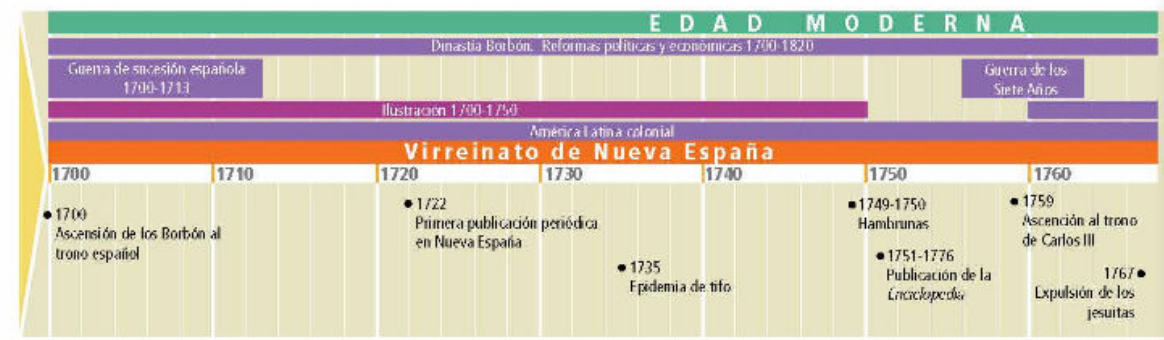 EDAD MODERNA
Dinastía Borbón. Reformas políticas y económicas 1700-1820
Guerra de sucesión española
1700-1713
Guerra de los
Siete Años
Ilustración 1700-1750
América Latina colonial
Virreinato de Nueva España
1700 1710 1720 1730 1740 1750 1760
1700
Ascensión de los Borbón al
trono español
1722
Primera publicación periódica
en Nueva España
1735
Epidemia de tifo
1749-1750
Hambrunas
1751-1776
Publicación de la
Enciclopedia
1759
Ascención al trono
de Carlos III
1767
Expulsión de los
jesuitas